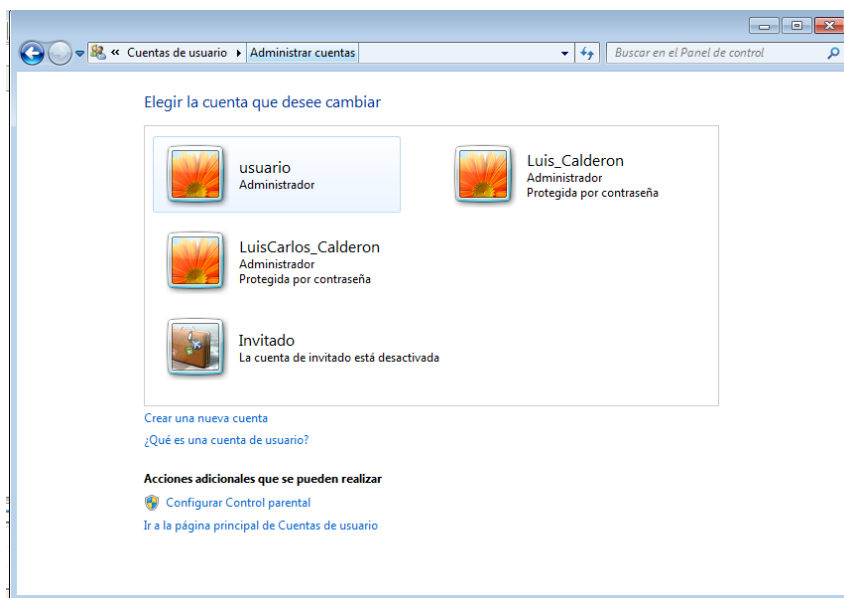 « Cuentas de usuario ▸ Administrar cuentas
Buscar en el Panel de control
Elegir la cuenta que desee cambiar
usuario
Administrador
Luis_Calderon
Administrador
Protegida por contraseña
LuisCarlos_Calderon
Administrador
Protegida por contraseña
Invitado
La cuenta de invitado está desactivada
Crear una nueva cuenta
¿Qué es una cuenta de usuario?
Acciones adicionales que se pueden realizar
Configurar Control parental
Ir a la página principal de Cuentas de usuario